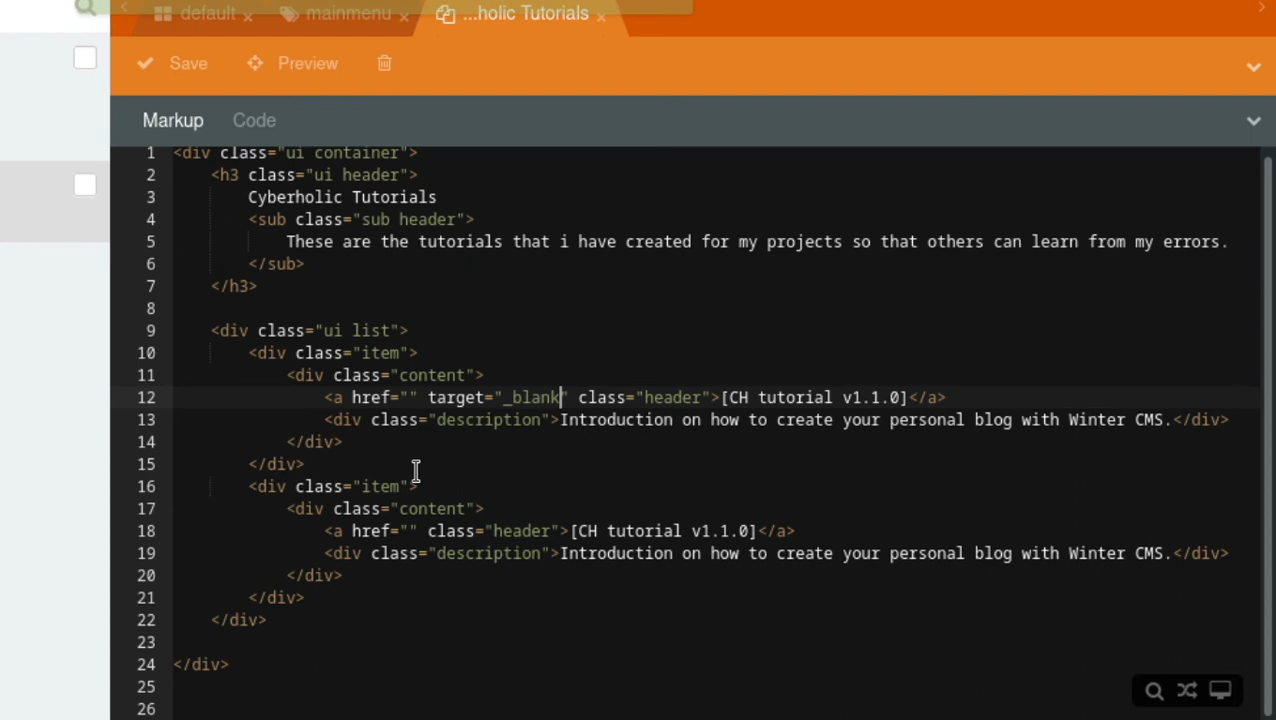 default × mainmenu × ...holic Tutorials ×
Save Preview
Markup Code
1 <div class="ui container">
2 <h3 class="ui header">
3 Cyberholic Tutorials
4 <sub class="sub header">
5 These are the tutorials that i have created for my projects so that others can learn from my errors.
6 </sub>
7 </h3>
8
9 <div class="ui list">
10 <div class="item">
11 <div class="content">
12 <a href="" target="_blank" class="header">[CH tutorial v1.1.0]</a>
13 <div class="description">Introduction on how to create your personal blog with Winter CMS.</div>
14 </div>
15 </div>
16 <div class="item">
17 <div class="content">
18 <a href="" class="header">[CH tutorial v1.1.0]</a>
19 <div class="description">Introduction on how to create your personal blog with Winter CMS.</div>
20 </div>
21 </div>
22 </div>
23
24 </div>
25
26